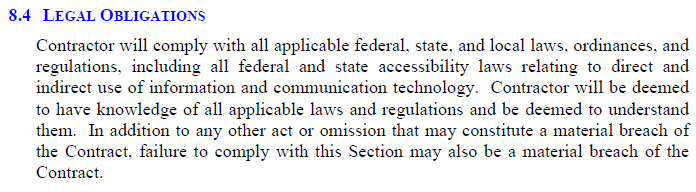 8.4 LEGAL OBLIGATIONS
Contractor will comply with all applicable federal, state, and local laws, ordinances, and
regulations, including all federal and state accessibility laws relating to direct and
indirect use of information and communication technology. Contractor will be deemed
to have knowledge of all applicable laws and regulations and be deemed to understand
them. In addition to any other act or omission that may constitute a material breach of
the Contract, failure to comply with this Section may also be a material breach of the
Contract.